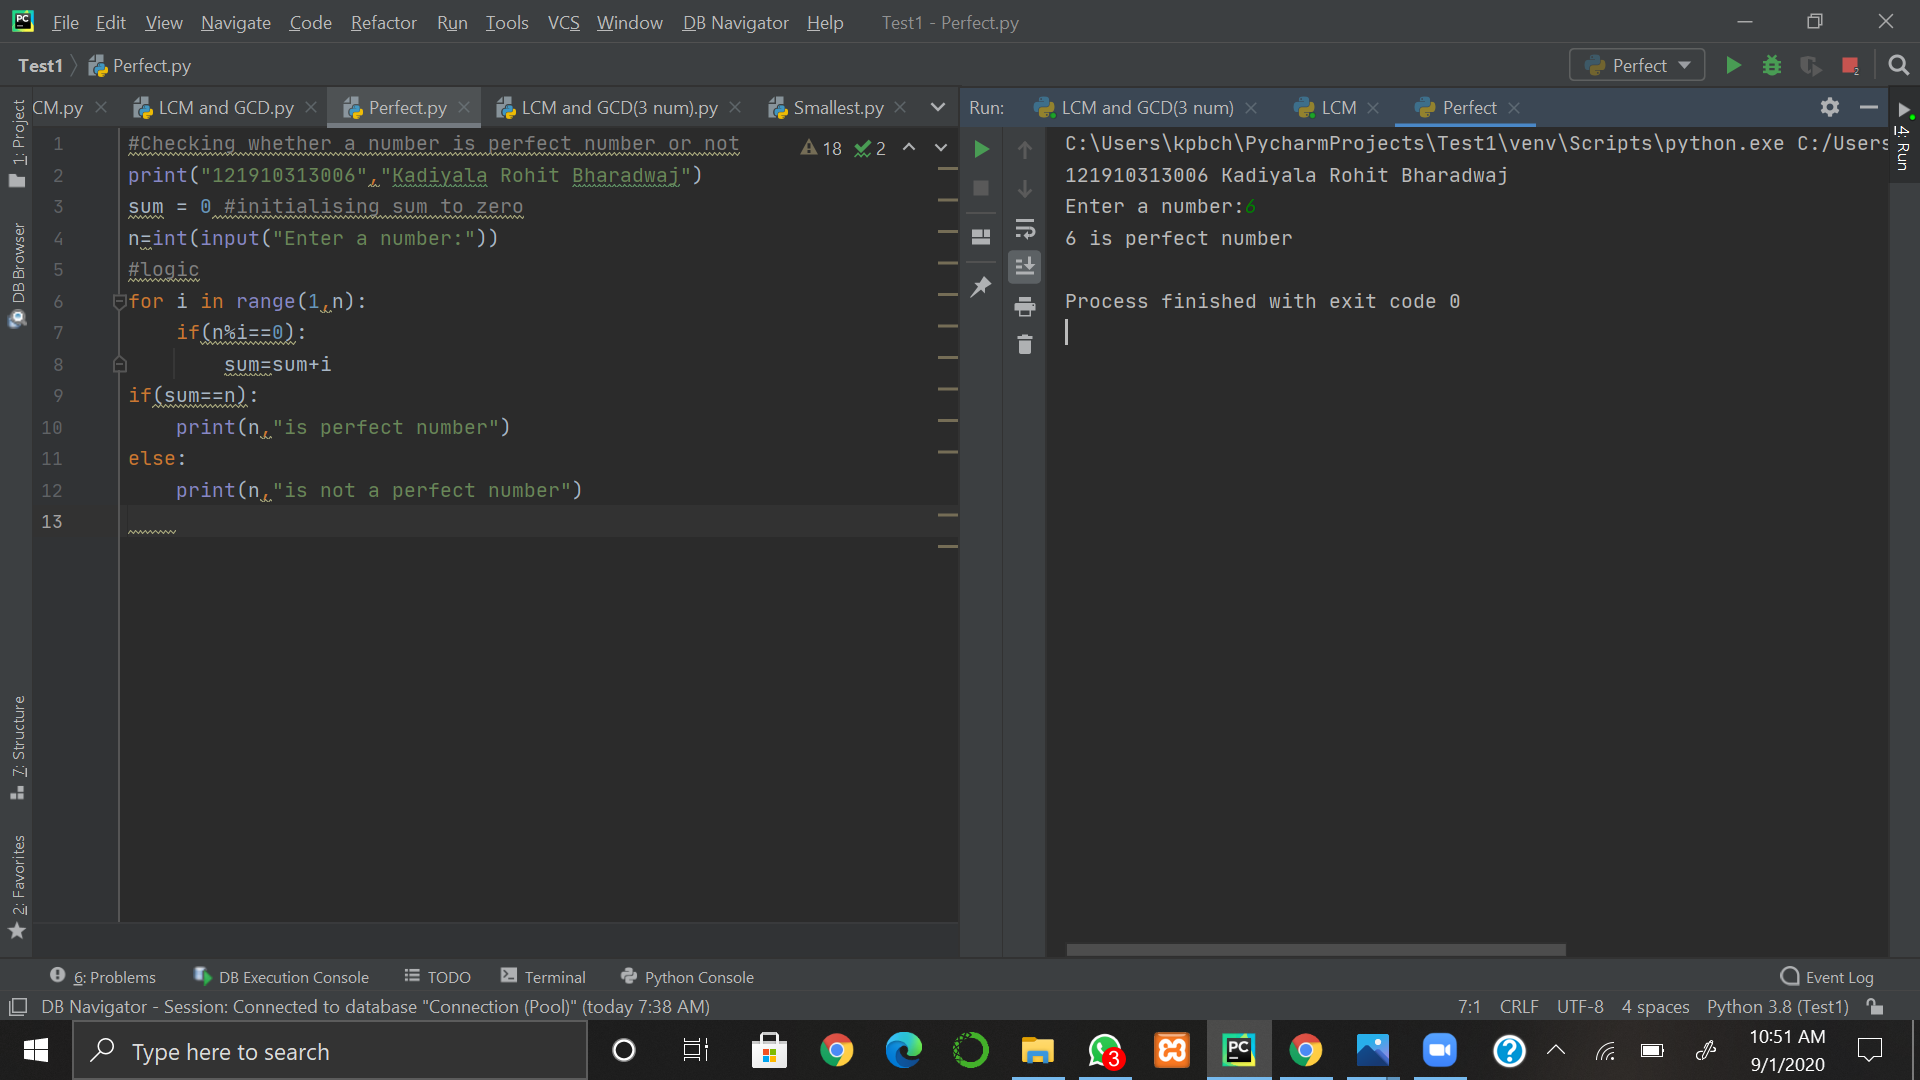 File Edit View Navigate Code Refactor Run Tools VCS Window DB Navigator Help Test1 - Perfect.py
Test1 Perfect.py Perfect
CM.py LCM and GCD.py Perfect.py LCM and GCD(3 num).py Smallest.py
Run: LCM and GCD(3 num) LCM Perfect
1: Project
DB Browser
7: Structure
2: Favorites
4: Run
18 2
1 #Checking whether a number is perfect number or not
2 print("121910313006","Kadiyala Rohit Bharadwaj")
3 sum = 0 #initialising sum to zero
4 n=int(input("Enter a number:"))
5 #logic
6 for i in range(1,n):
7 if(n%i==0):
8 sum=sum+i
9 if(sum==n):
10 print(n,"is perfect number")
11 else:
12 print(n,"is not a perfect number")
13
C:\Users\kpbch\PycharmProjects\Test1\venv\Scripts\python.exe C:/Users
121910313006 Kadiyala Rohit Bharadwaj
Enter a number:6
6 is perfect number
Process finished with exit code 0
6: Problems DB Execution Console TODO Terminal Python Console Event Log
DB Navigator - Session: Connected to database "Connection (Pool)" (today 7:38 AM) 7:1 CRLF UTF-8 4 spaces Python 3.8 (Test1)
Type here to search
3
PC
10:51 AM
9/1/2020